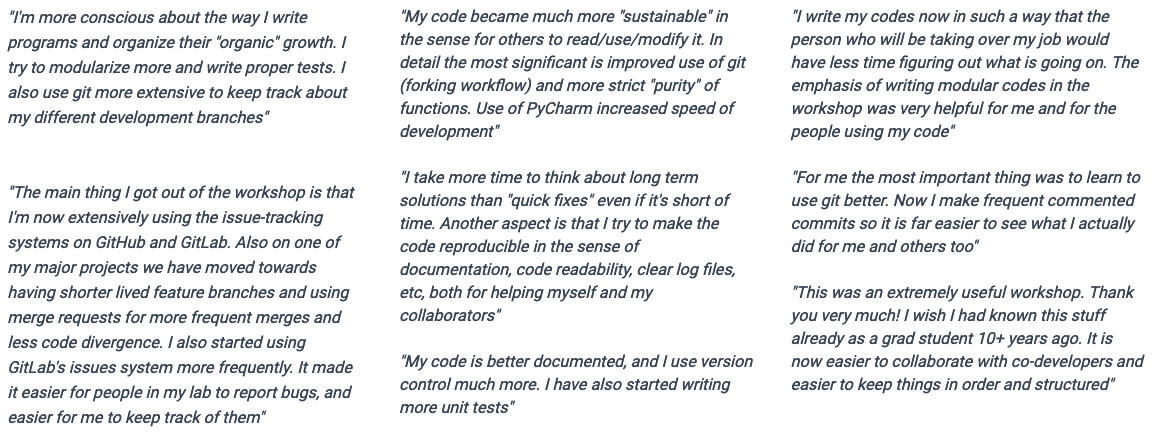 "I'm more conscious about the way I write
programs and organize their "organic" growth. I
try to modularize more and write proper tests. I
also use git more extensive to keep track about
my different development branches"
"The main thing I got out of the workshop is that
I'm now extensively using the issue-tracking
systems on GitHub and GitLab. Also on one of
my major projects we have moved towards
having shorter lived feature branches and using
merge requests for more frequent merges and
less code divergence. I also started using
GitLab's issues system more frequently. It made
it easier for people in my lab to report bugs, and
easier for me to keep track of them"
"My code became much more "sustainable" in
the sense for others to read/use/modify it. In
detail the most significant is improved use of git
(forking workflow) and more strict "purity" of
functions. Use of PyCharm increased speed of
development"
"I take more time to think about long term
solutions than "quick fixes" even if it's short of
time. Another aspect is that I try to make the
code reproducible in the sense of
documentation, code readability, clear log files,
etc, both for helping myself and my
collaborators"
"My code is better documented, and I use version
control much more. I have also started writing
more unit tests"
"I write my codes now in such a way that the
person who will be taking over my job would
have less time figuring out what is going on. The
emphasis of writing modular codes in the
workshop was very helpful for me and for the
people using my code"
"For me the most important thing was to learn to
use git better. Now I make frequent commented
commits so it is far easier to see what I actually
did for me and others too"
"This was an extremely useful workshop. Thank
you very much! I wish I had known this stuff
already as a grad student 10+ years ago. It is
now easier to collaborate with co-developers and
easier to keep things in order and structured"